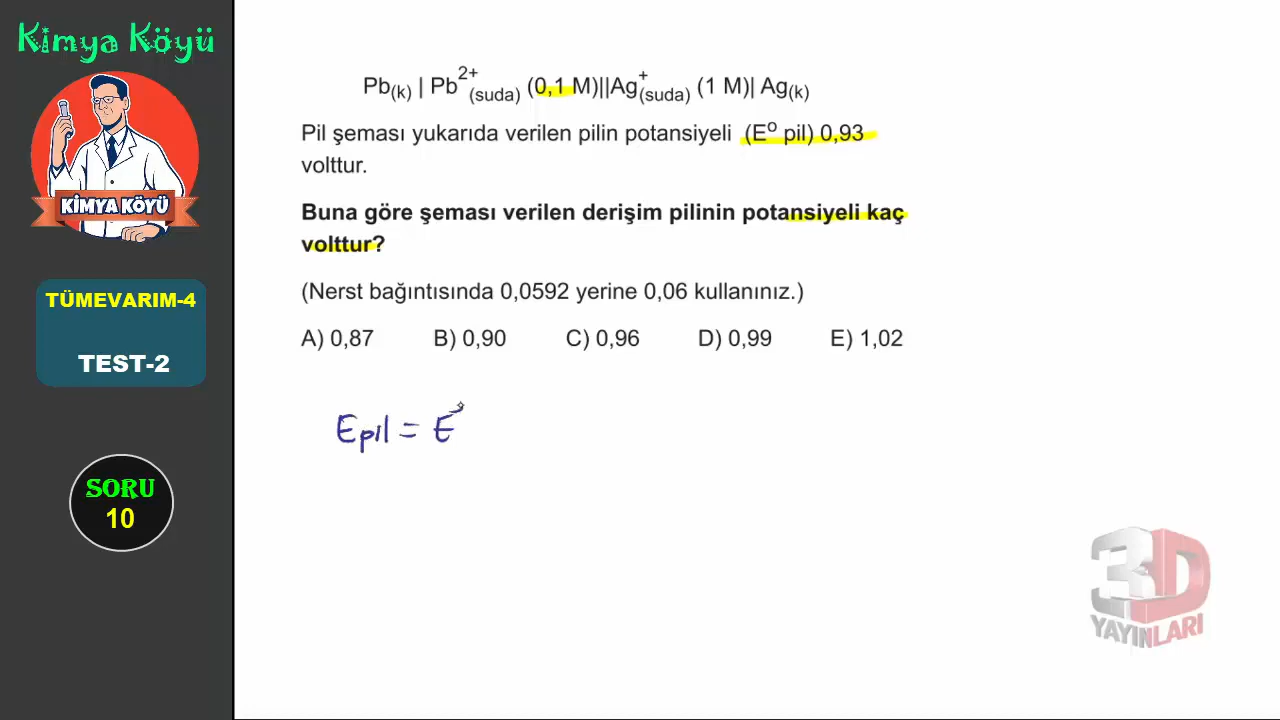 Kimya Köyü
KİMYA KÖYÜ
TÜMEVARIM-4
TEST-2
SORU
10
Pb(k) | Pb2+(suda) (0,1 M)||Ag+(suda) (1 M)| Ag(k)
Pil şeması yukarıda verilen pilin potansiyeli (Eo pil) 0,93
volttur.
Buna göre şeması verilen derişim pilinin potansiyeli kaç
volttur?
(Nerst bağıntısında 0,0592 yerine 0,06 kullanınız.)
A) 0,87 B) 0,90 C) 0,96 D) 0,99 E) 1,02
Epil = E
3D
YAYINLARI